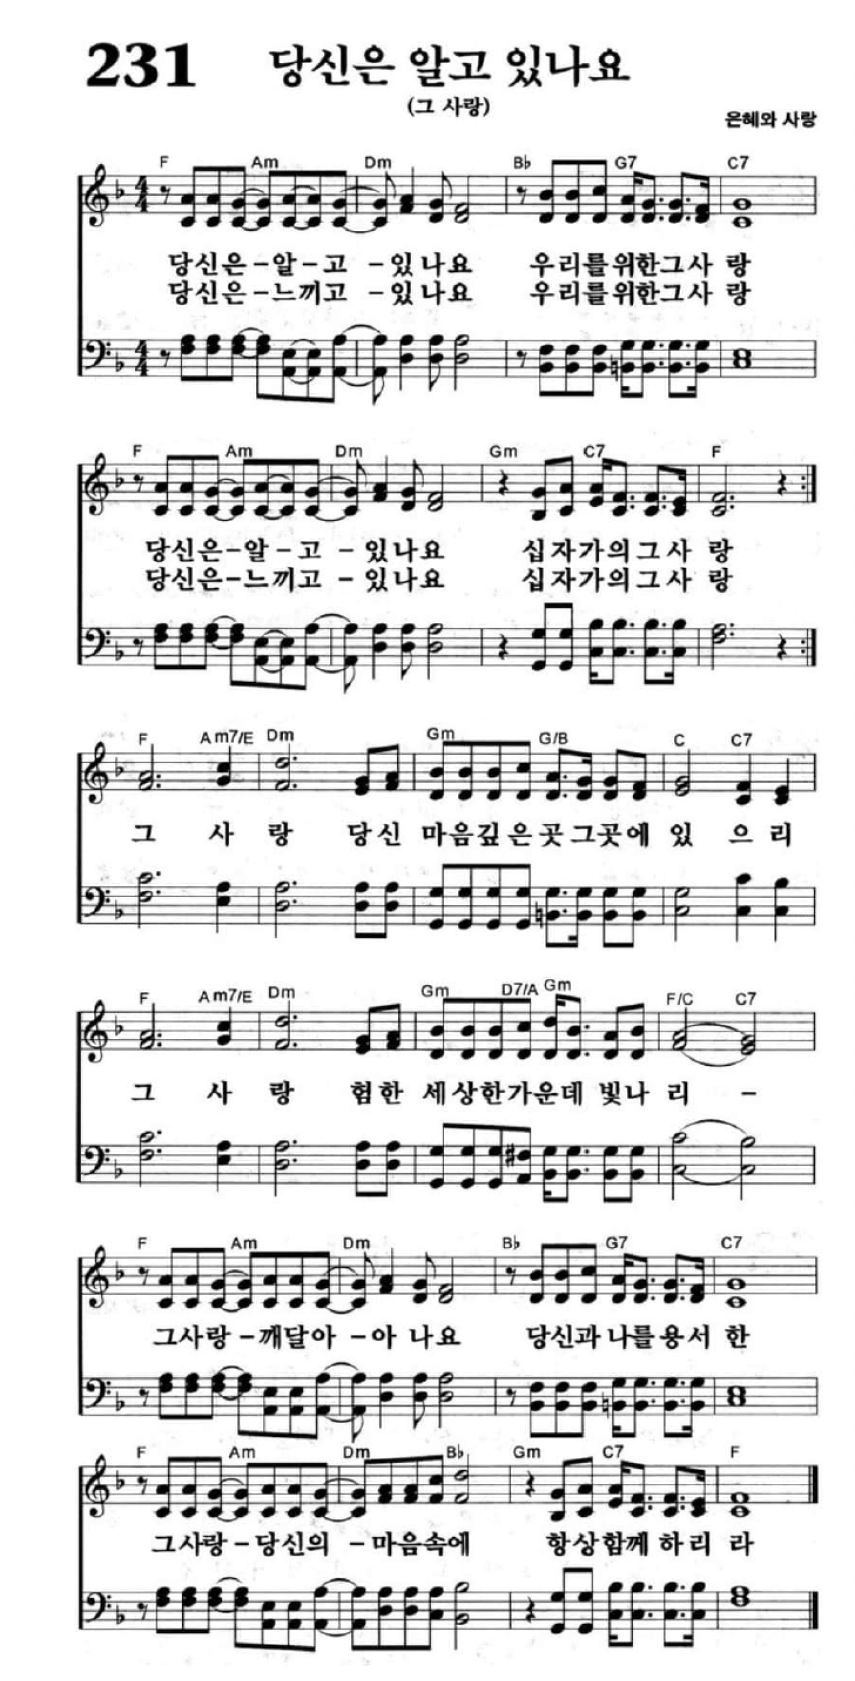 231 당신은 알고 있나요
(그 사랑)
은혜와 사랑
F Am Dm B♭ G7 C7
당신은-알-고 -있나요 우리를위한그사 랑
당신은-느끼고 -있나요 우리를위한그사 랑
F Am Dm Gm C7 F
당신은-알-고 -있나요 십자가의그사 랑
당신은-느끼고 -있나요 십자가의그사 랑
F Am7/E Dm Gm G/B C C7
그 사 랑 당신 마음깊은곳그곳에 있 으 리
F Am7/E Dm Gm D7/A Gm F/C C7
그 사 랑 험한 세상한가운데 빛나 리 -
F Am Dm B♭ G7 C7
그사랑-깨달아 -아 나요 당신과나를용서 한
F Am Dm B♭ Gm C7 F
그사랑-당신의 -마음속에 항상함께 하리 라